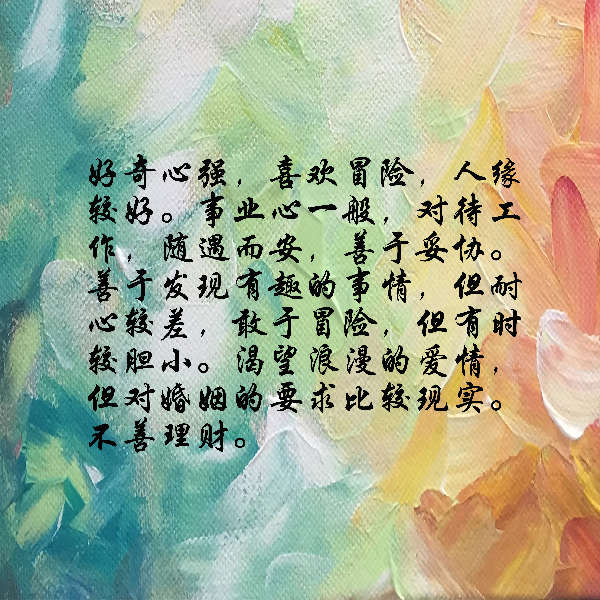 好奇心强，喜欢冒险，人缘
较好。事业心一般，对待工
作，随遇而安，善于妥协。
善于发现有趣的事情，但耐
心较差，敢于冒险，但有时
较胆小。渴望浪漫的爱情，
但对婚姻的要求比较现实。
不善理财。